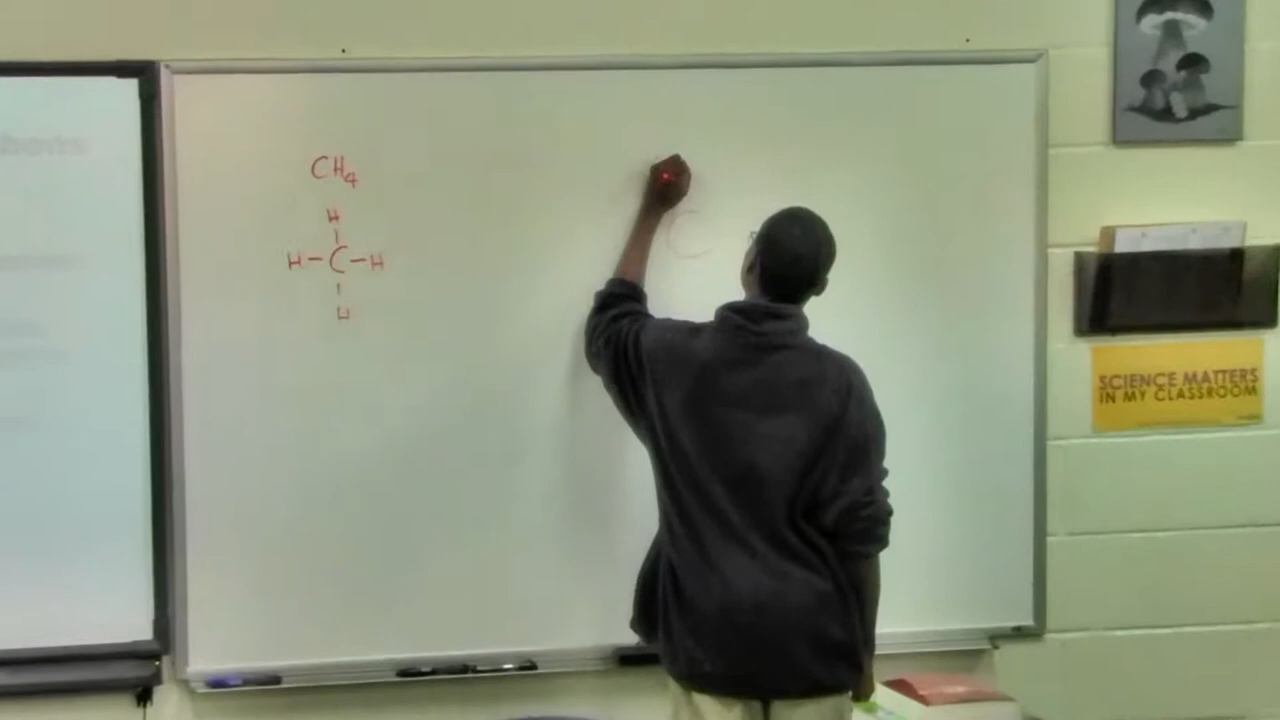 CH4
H
H-C-H
H
C
SCIENCE MATTERS
IN MY CLASSROOM